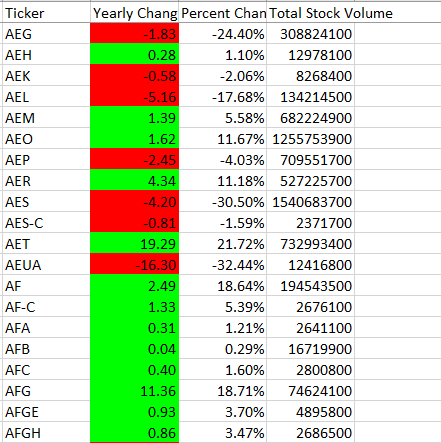 Ticker Yearly Chang Percent Chan Total Stock Volume
AEG -1.83 -24.40% 308824100
AEH 0.28 1.10% 12978100
AEK -0.58 -2.06% 8268400
AEL -5.16 -17.68% 134214500
AEM 1.39 5.58% 682224900
AEO 1.62 11.67% 1255753900
AEP -2.45 -4.03% 709551700
AER 4.34 11.18% 527225700
AES -4.20 -30.50% 1540683700
AES-C -0.81 -1.59% 2371700
AET 19.29 21.72% 732993400
AEUA -16.30 -32.44% 12416800
AF 2.49 18.64% 194543500
AF-C 1.33 5.39% 2676100
AFA 0.31 1.21% 2641100
AFB 0.04 0.29% 16719900
AFC 0.40 1.60% 2800800
AFG 11.36 18.71% 74624100
AFGE 0.93 3.70% 4895800
AFGH 0.86 3.47% 2686500